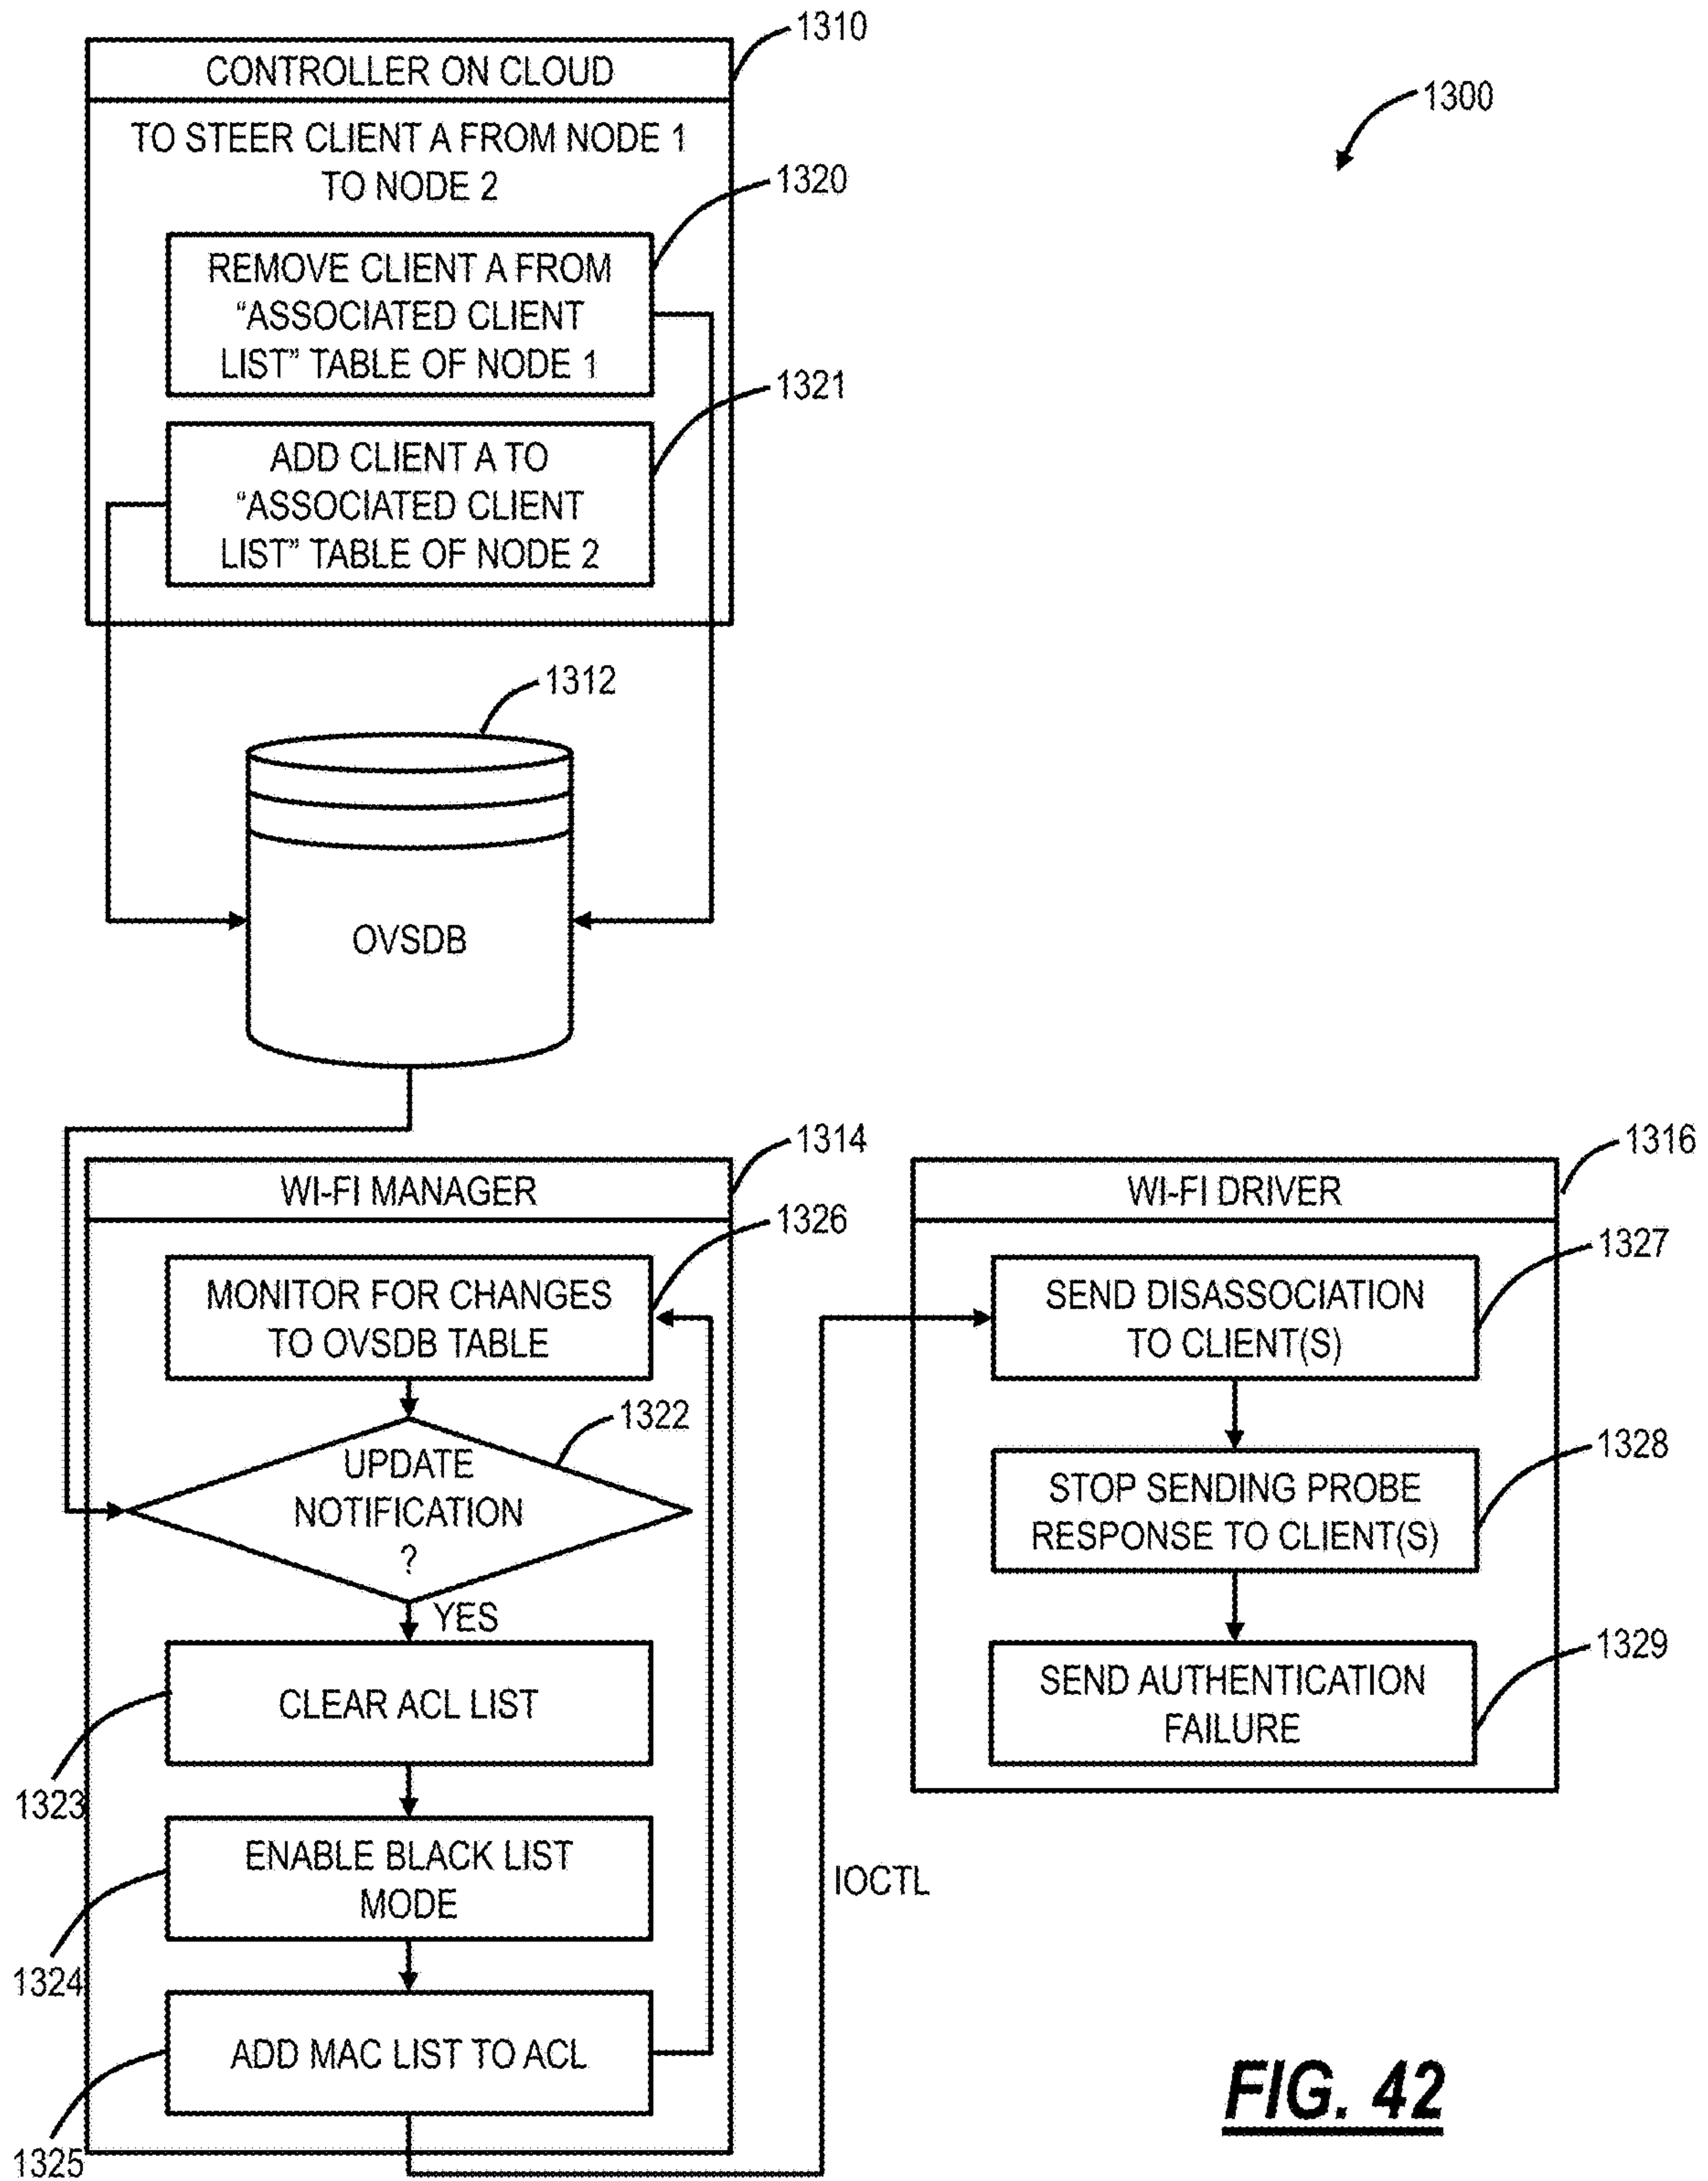 1310
CONTROLLER ON CLOUD
1300
TO STEER CLIENT A FROM NODE 1
TO NODE 2
1320
REMOVE CLIENT A FROM
“ASSOCIATED CLIENT
LIST” TABLE OF NODE 1
1321
ADD CLIENT A TO
“ASSOCIATED CLIENT
LIST” TABLE OF NODE 2
1312
OVSDB
1314
WI-FI MANAGER
1326
MONITOR FOR CHANGES
TO OVSDB TABLE
1322
UPDATE
NOTIFICATION
?
YES
CLEAR ACL LIST
1323
ENABLE BLACK LIST
MODE
1324
ADD MAC LIST TO ACL
1325
IOCTL
1316
WI-FI DRIVER
1327
SEND DISASSOCIATION
TO CLIENT(S)
1328
STOP SENDING PROBE
RESPONSE TO CLIENT(S)
1329
SEND AUTHENTICATION
FAILURE
FIG. 42